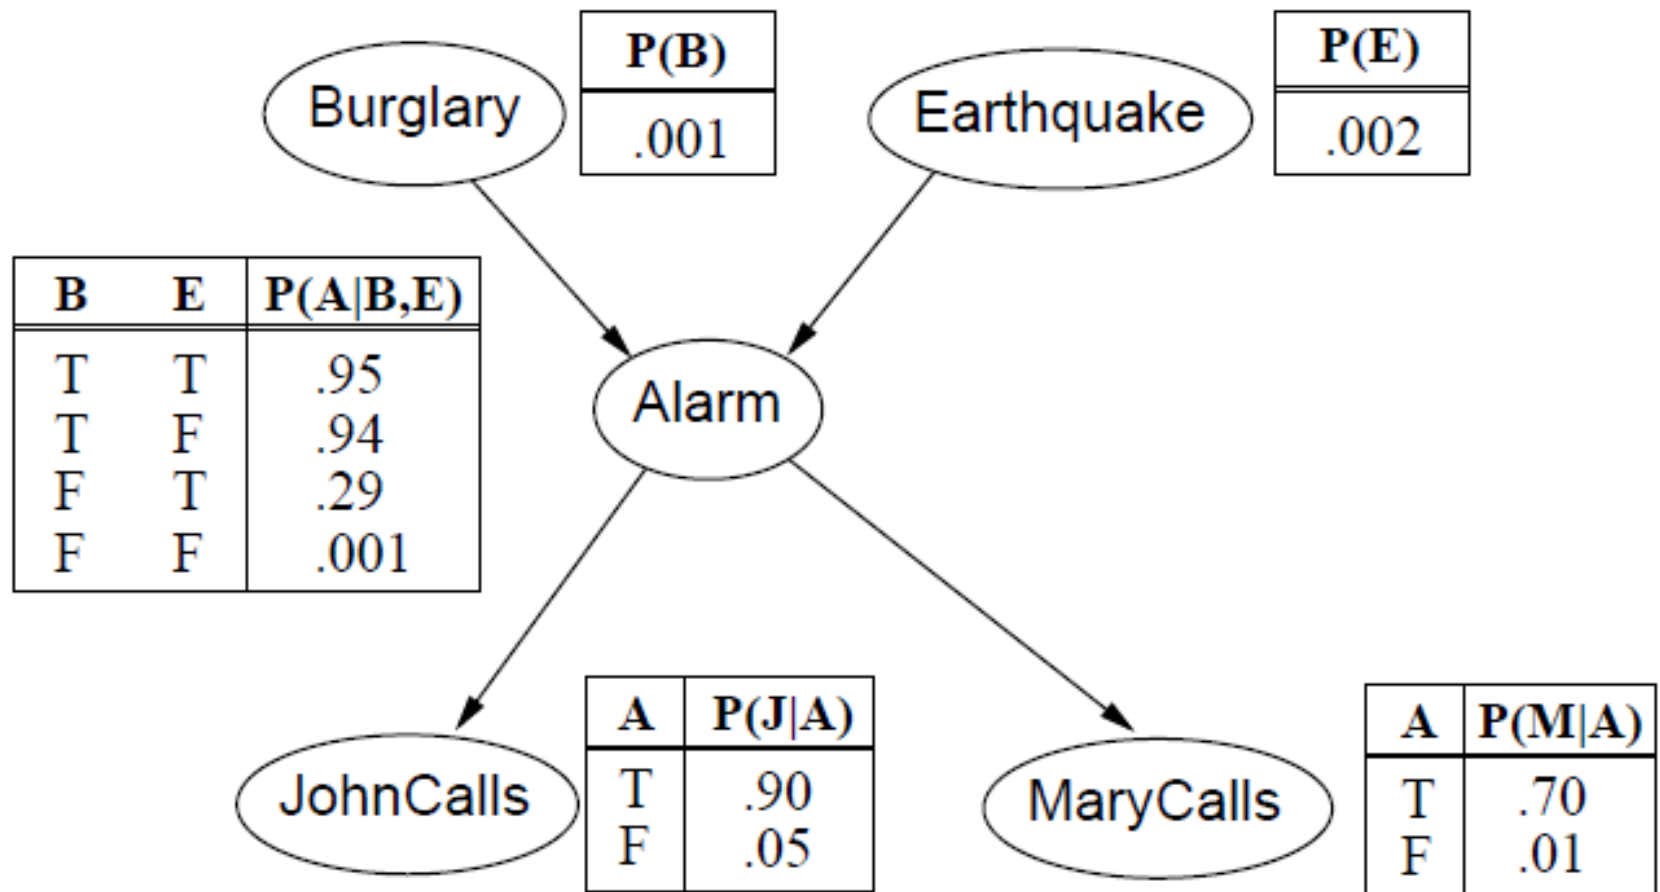 Burglary
P(B)
.001
Earthquake
P(E)
.002
B E P(A|B,E)
T T .95
T F .94
F T .29
F F .001
Alarm
JohnCalls
A P(J|A)
T .90
F .05
MaryCalls
A P(M|A)
T .70
F .01